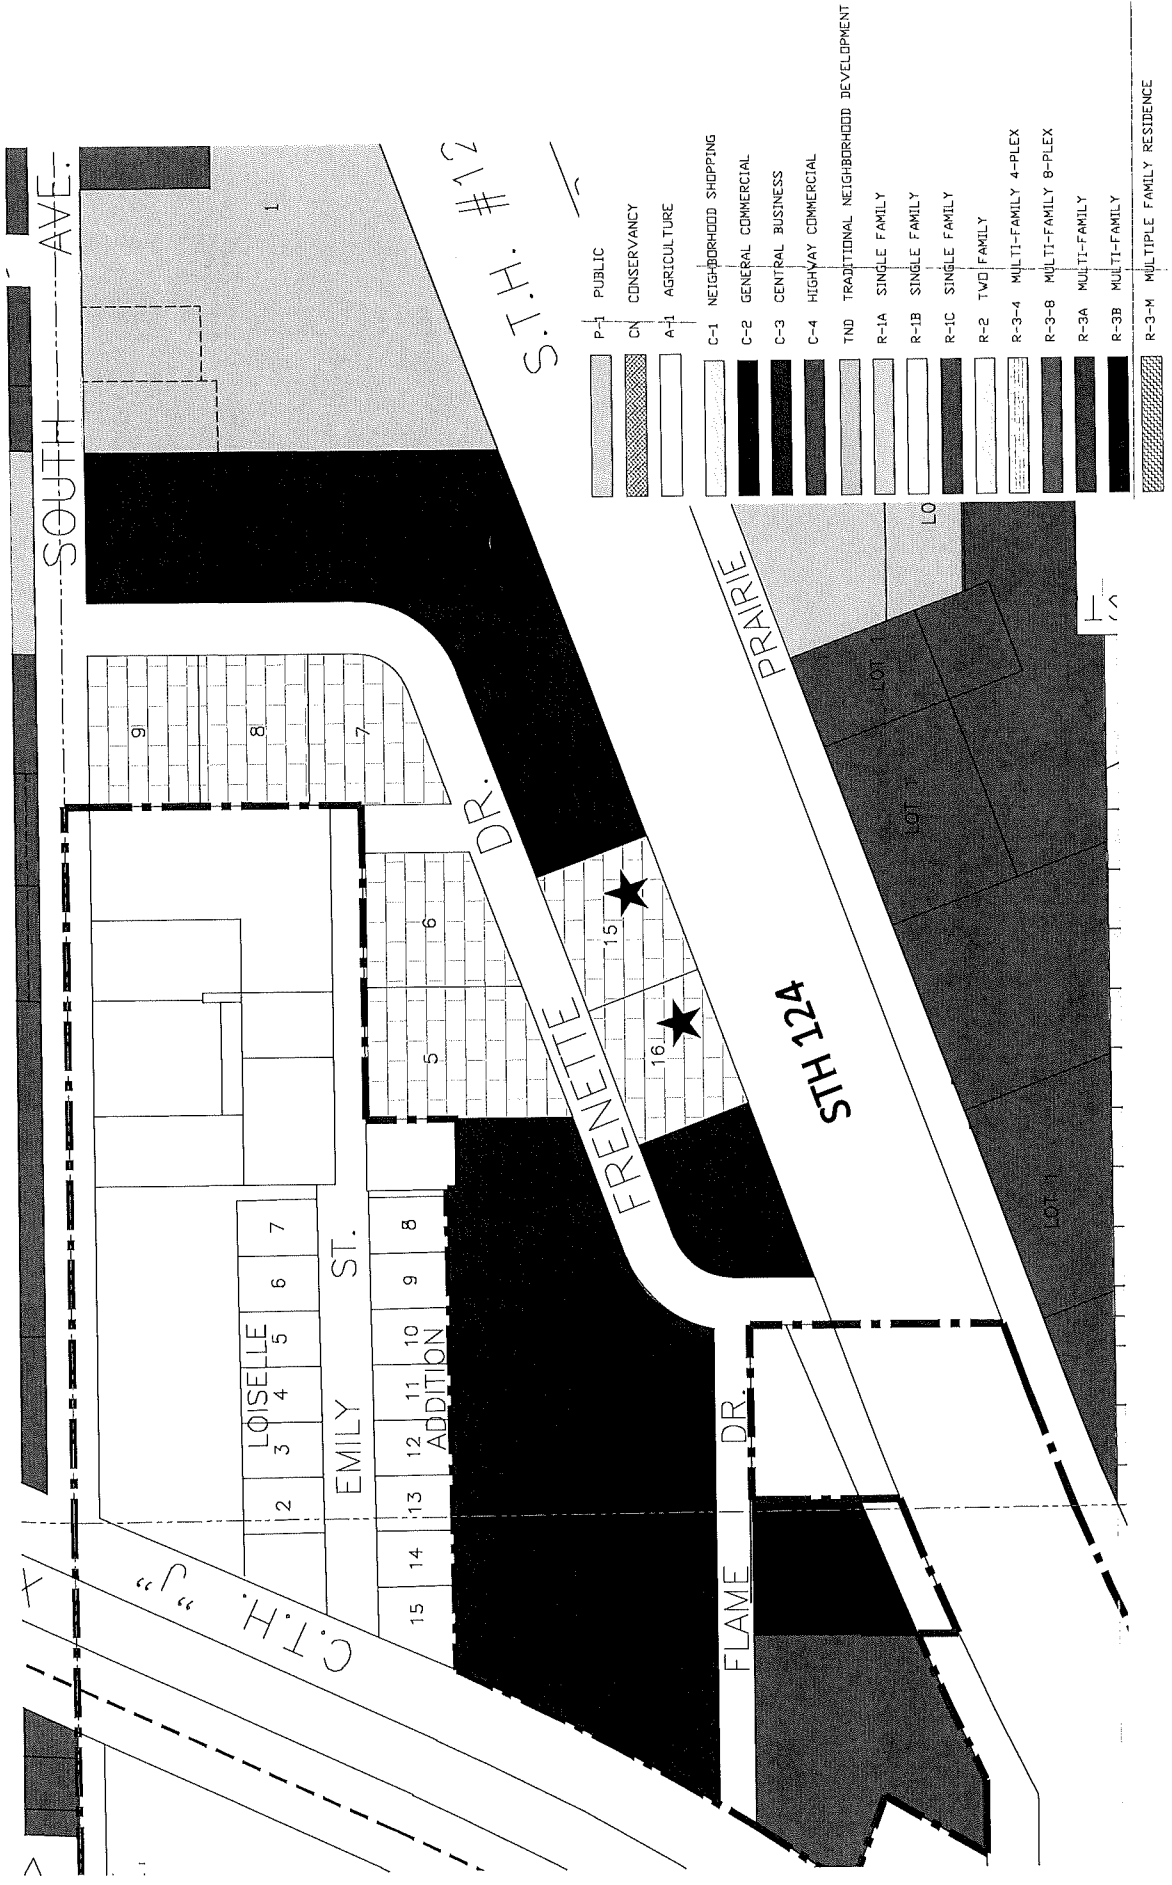 SOUTH AVE.
1
S.T.H. #12
9
8
7
6
5
DR.
FRENETTE
15
16
STH 124
PRAIRIE
LOT 1
LOT
LOT 1
LO
ST
7
6
5
4
3
2
LOISELLE
ADDITION
EMILY ST.
8
9
10
11
12
13
14
15
C.T.H. "J"
FLAME DR.
P-1 PUBLIC
CN CONSERVANCY
A-1 AGRICULTURE
C-1 NEIGHBORHOOD SHOPPING
C-2 GENERAL COMMERCIAL
C-3 CENTRAL BUSINESS
C-4 HIGHWAY COMMERCIAL
TND TRADITIONAL NEIGHBORHOOD DEVELOPMENT
R-1A SINGLE FAMILY
R-1B SINGLE FAMILY
R-1C SINGLE FAMILY
R-2 TWO FAMILY
R-3-4 MULTI-FAMILY 4-PLEX
R-3-8 MULTI-FAMILY 8-PLEX
R-3A MULTI-FAMILY
R-3B MULTI-FAMILY
R-3-M MULTIPLE FAMILY RESIDENCE